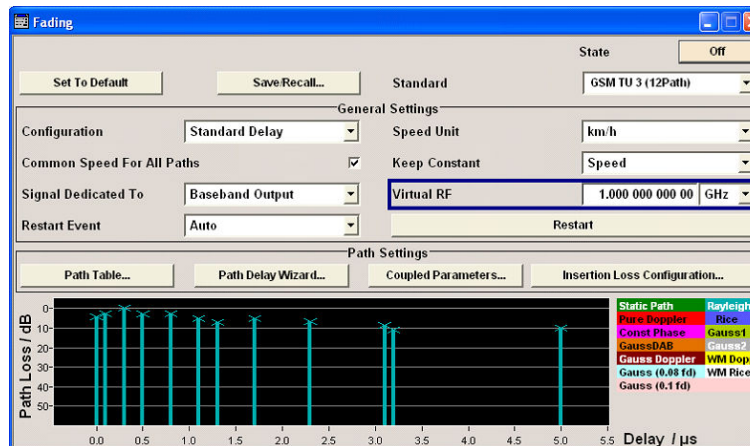 Fading
State Off
Set To Default Save/Recall... Standard GSM TU 3 (12Path)
General Settings
Configuration Standard Delay Speed Unit km/h
Common Speed For All Paths Keep Constant Speed
Signal Dedicated To Baseband Output Virtual RF 1.000 000 000 00 GHz
Restart Event Auto Restart
Path Settings
Path Table... Path Delay Wizard... Coupled Parameters... Insertion Loss Configuration...
Path Loss / dB
0
10
20
30
40
50
Static Path Rayleigh
Pure Doppler Rice
Const Phase Gauss1
GaussDAB Gauss2
Gauss Doppler WM Dopp
Gauss (0.08 fd) WM Rice
Gauss (0.1 fd)
0.0 0.5 1.0 1.5 2.0 2.5 3.0 3.5 4.0 4.5 5.0 5.5 Delay / µs